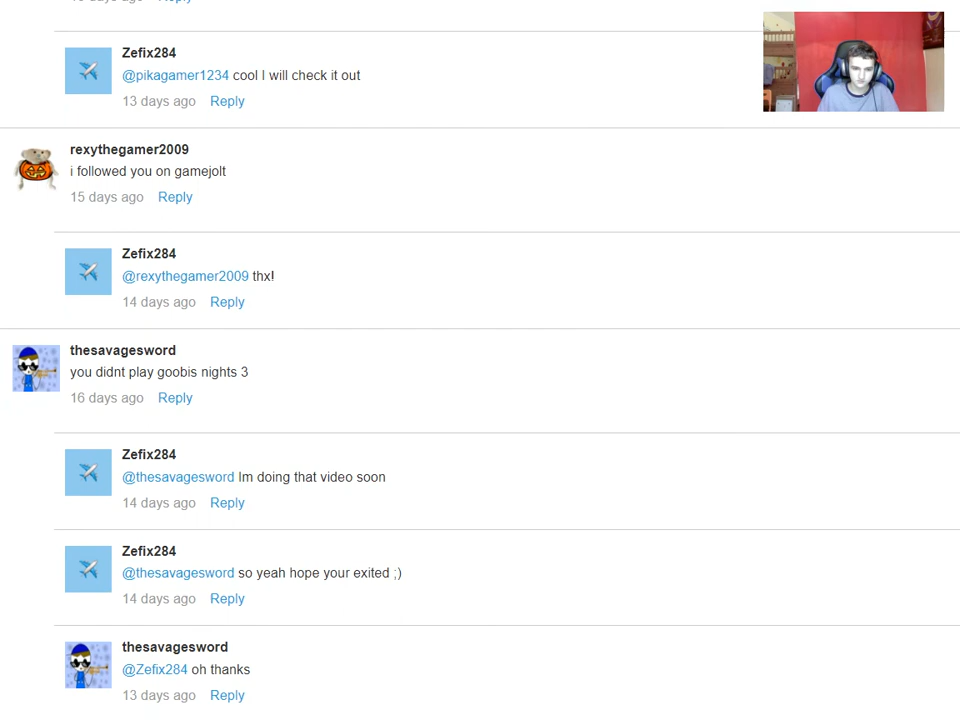 Zefix284
@pikagamer1234 cool I will check it out
13 days ago Reply
rexythegamer2009
i followed you on gamejolt
15 days ago Reply
Zefix284
@rexythegamer2009 thx!
14 days ago Reply
thesavagesword
you didnt play goobis nights 3
16 days ago Reply
Zefix284
@thesavagesword Im doing that video soon
14 days ago Reply
Zefix284
@thesavagesword so yeah hope your exited ;)
14 days ago Reply
thesavagesword
@Zefix284 oh thanks
13 days ago Reply